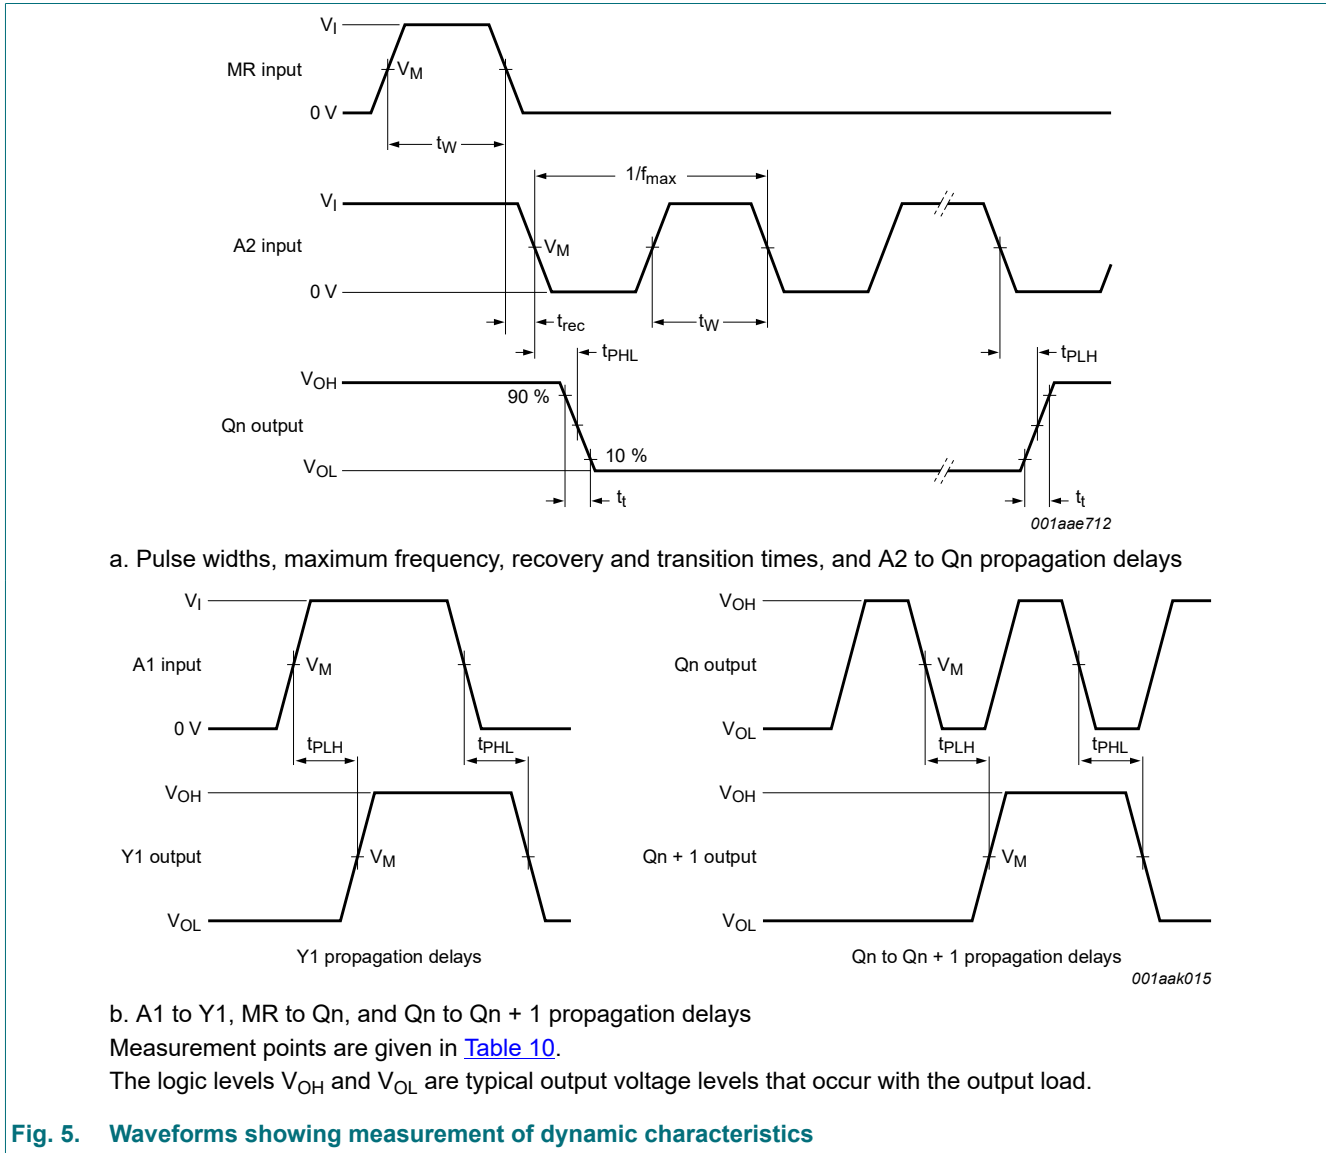 VI
MR input
VM
0 V
tW
1/fmax
VI
A2 input
VM
0 V
trec
tW
tPHL
tPLH
VOH
90 %
Qn output
10 %
VOL
tt
tt
001aae712
a. Pulse widths, maximum frequency, recovery and transition times, and A2 to Qn propagation delays
VI
A1 input
VM
0 V
tPLH
tPHL
VOH
Y1 output
VM
VOL
Y1 propagation delays
VOH
Qn output
VM
VOL
tPLH
tPHL
VOH
Qn + 1 output
VM
VOL
Qn to Qn + 1 propagation delays
001aak015
b. A1 to Y1, MR to Qn, and Qn to Qn + 1 propagation delays
Measurement points are given in Table 10.
The logic levels VOH and VOL are typical output voltage levels that occur with the output load.
Fig. 5. Waveforms showing measurement of dynamic characteristics